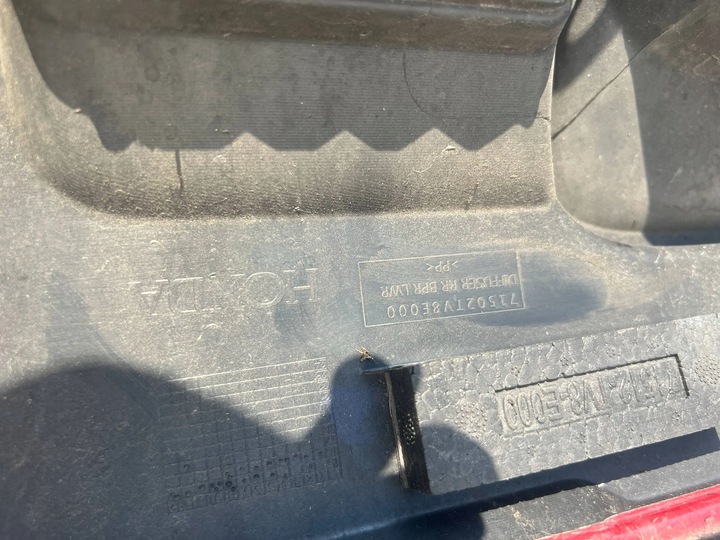 HONDA
71502TV8E000
DIFFUSER RR BPR LWR
>PP<